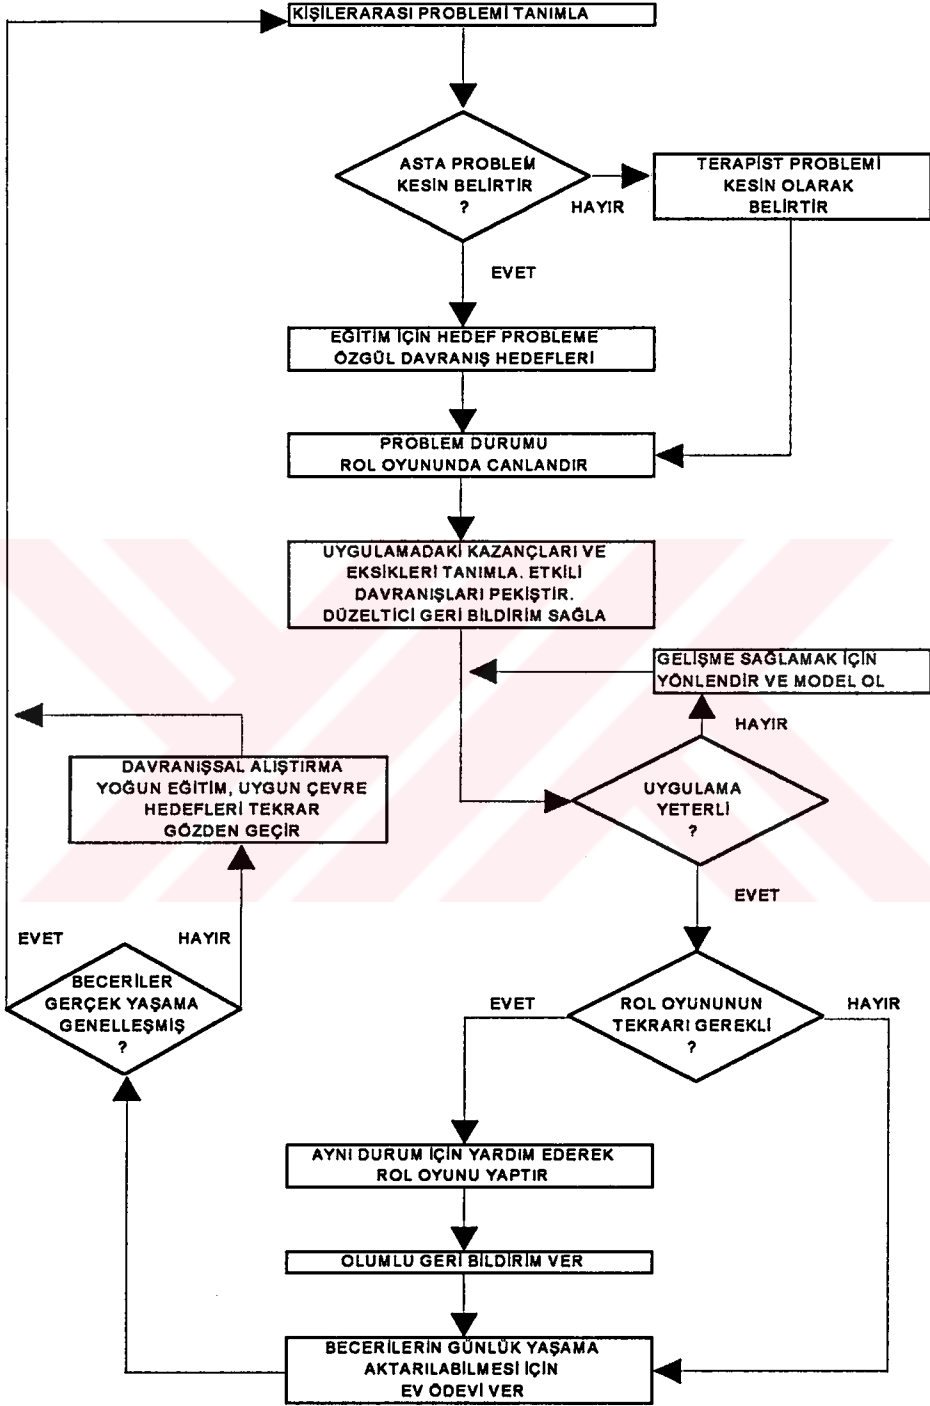 KİŞİLERARASI PROBLEMİ TANIMLA
ASTA PROBLEM
KESİN BELİRTİR
?
HAYIR
TERAPİST PROBLEMİ
KESİN OLARAK
BELİRTİR
EVET
EĞİTİM İÇİN HEDEF PROBLEME
ÖZGÜL DAVRANIŞ HEDEFLERİ
PROBLEM DURUMU
ROL OYUNUNDA CANLANDIR
UYGULAMADAKİ KAZANÇLARI VE
EKSİKLERİ TANIMLA. ETKİLİ
DAVRANIŞLARI PEKİŞTİR.
DÜZELTİCİ GERİ BİLDİRİM SAĞLA
GELİŞME SAĞLAMAK İÇİN
YÖNLENDİR VE MODEL OL
HAYIR
UYGULAMA
YETERLİ
?
EVET
DAVRANIŞSAL ALIŞTIRMA
YOĞUN EĞİTİM, UYGUN ÇEVRE
HEDEFLERİ TEKRAR
GÖZDEN GEÇİR
EVET
HAYIR
BECERİLER
GERÇEK YAŞAMA
GENELLEŞMİŞ
?
EVET
ROL OYUNUNUN
TEKRARI GEREKLİ
?
HAYIR
AYNI DURUM İÇİN YARDIM EDEREK
ROL OYUNU YAPTIR
OLUMLU GERİ BİLDİRİM VER
BECERİLERİN GÜNLÜK YAŞAMA
AKTARILABİLMESİ İÇİN
EV ÖDEVİ VER